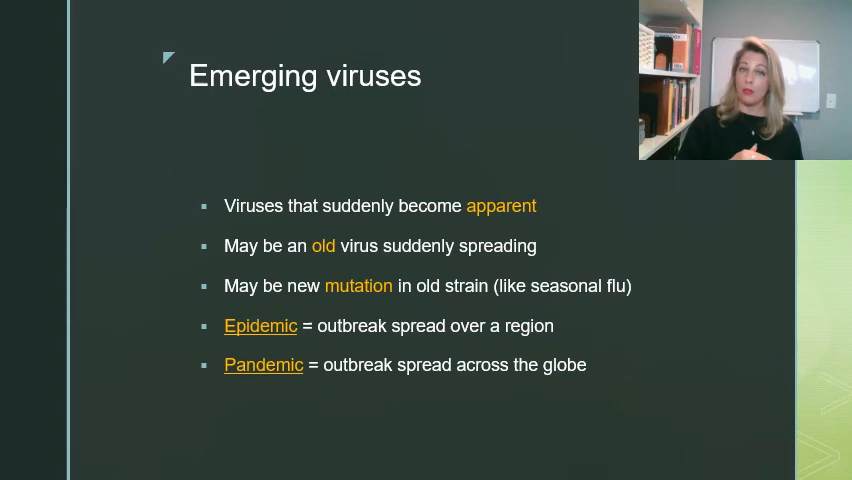 Emerging viruses
Viruses that suddenly become apparent
May be an old virus suddenly spreading
May be new mutation in old strain (like seasonal flu)
Epidemic = outbreak spread over a region
Pandemic = outbreak spread across the globe